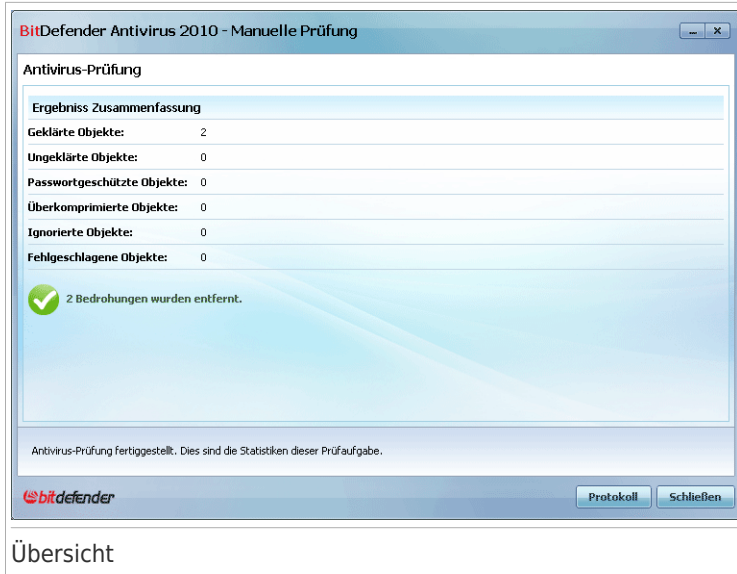 BitDefender Antivirus 2010 - Manuelle Prüfung
Antivirus-Prüfung
Ergebniss Zusammenfassung
Geklärte Objekte: 2
Ungeklärte Objekte: 0
Passwortgeschützte Objekte: 0
Überkomprimierte Objekte: 0
Ignorierte Objekte: 0
Fehlgeschlagene Objekte: 0
2 Bedrohungen wurden entfernt.
Antivirus-Prüfung fertiggestellt. Dies sind die Statistiken dieser Prüfaufgabe.
bitdefender
Protokoll Schließen
Übersicht